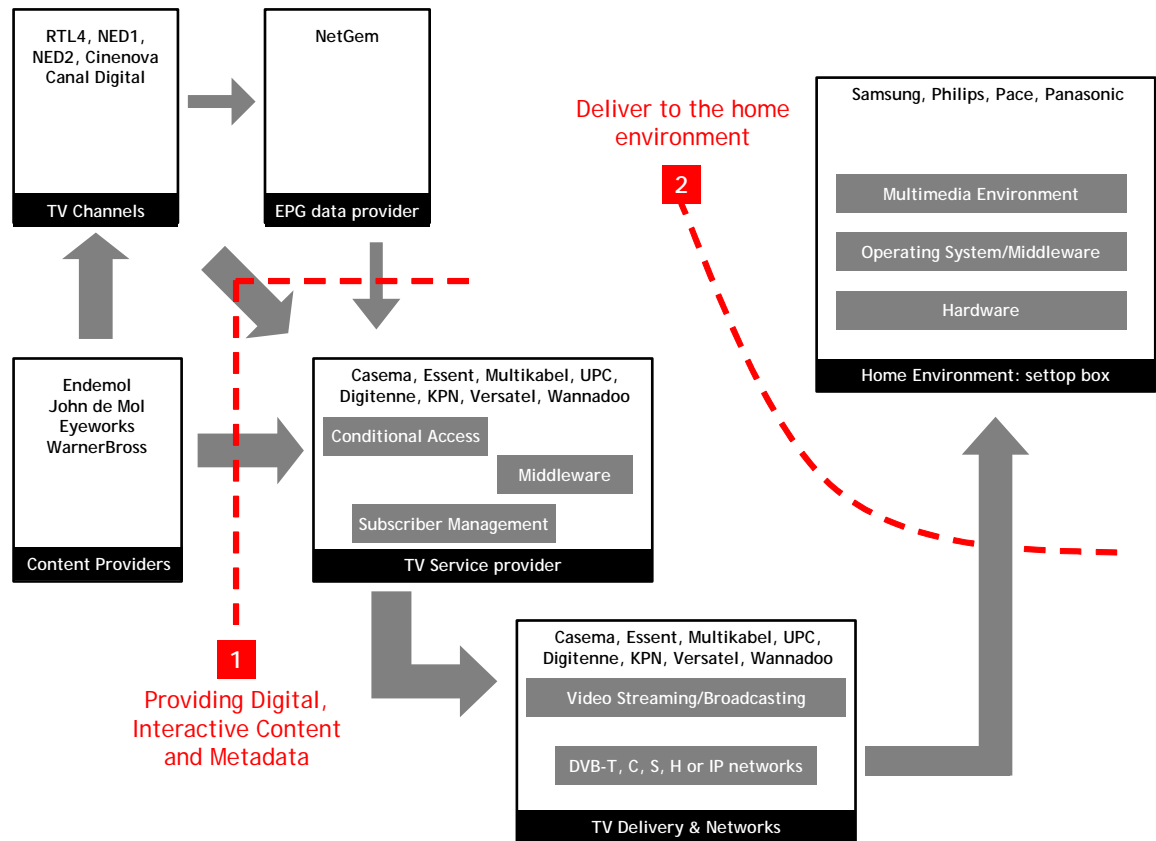 RTL4, NED1,
NED2, Cinenova
Canal Digital
TV Channels
NetGem
EPG data provider
Deliver to the home
environment
2
Samsung, Philips, Pace, Panasonic
Multimedia Environment
Operating System/Middleware
Hardware
Home Environment: settop box
Endemol
John de Mol
Eyeworks
WarnerBross
Content Providers
Casema, Essent, Multikabel, UPC,
Digitenne, KPN, Versatel, Wannadoo
Conditional Access
Middleware
Subscriber Management
TV Service provider
1
Providing Digital,
Interactive Content
and Metadata
Casema, Essent, Multikabel, UPC,
Digitenne, KPN, Versatel, Wannadoo
Video Streaming/Broadcasting
DVB-T, C, S, H or IP networks
TV Delivery & Networks